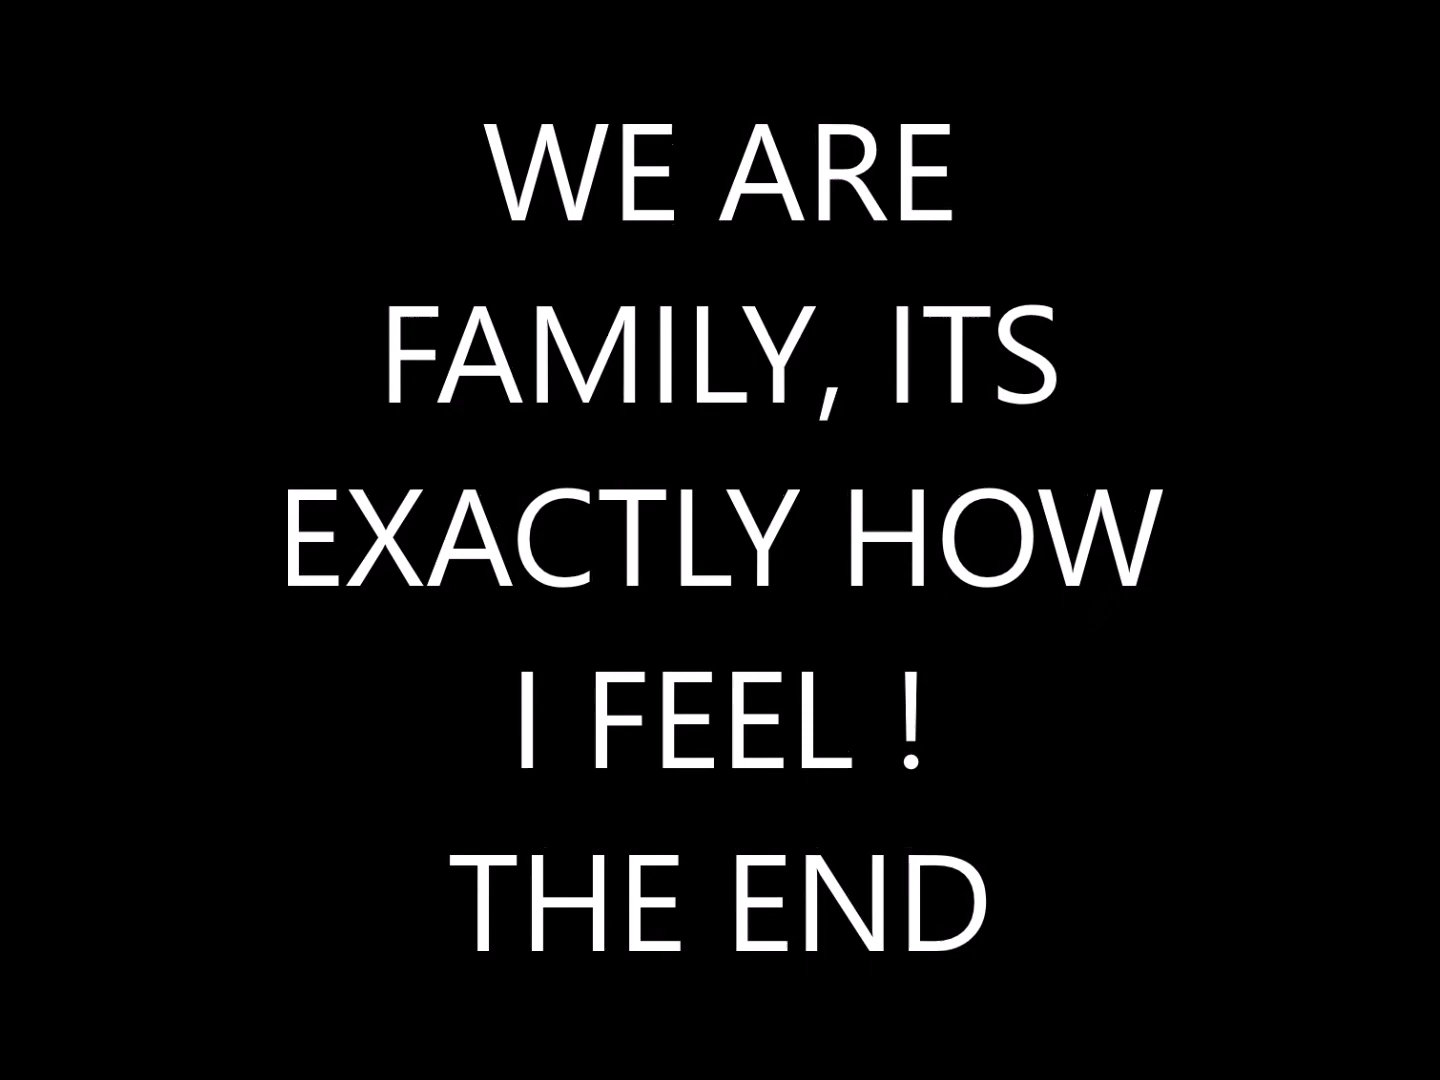 WE ARE
FAMILY, ITS
EXACTLY HOW
I FEEL !
THE END